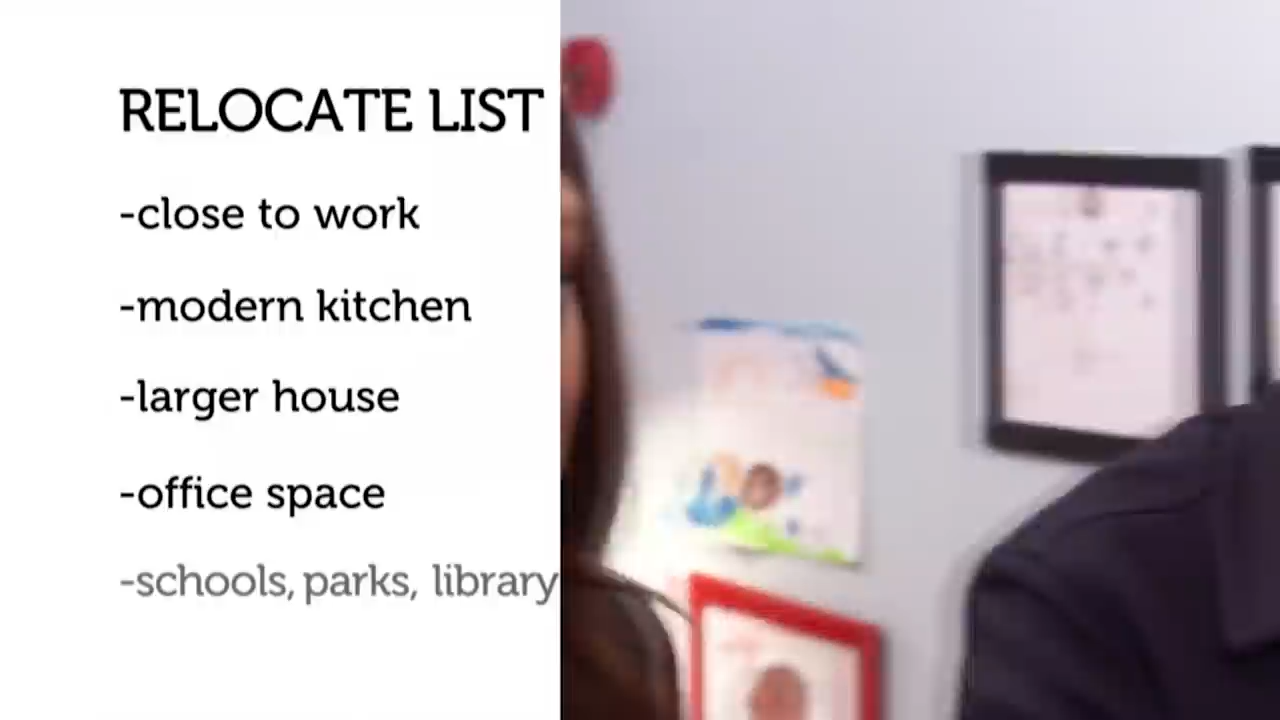 RELOCATE LIST
-close to work
-modern kitchen
-larger house
-office space
-schools, parks, library